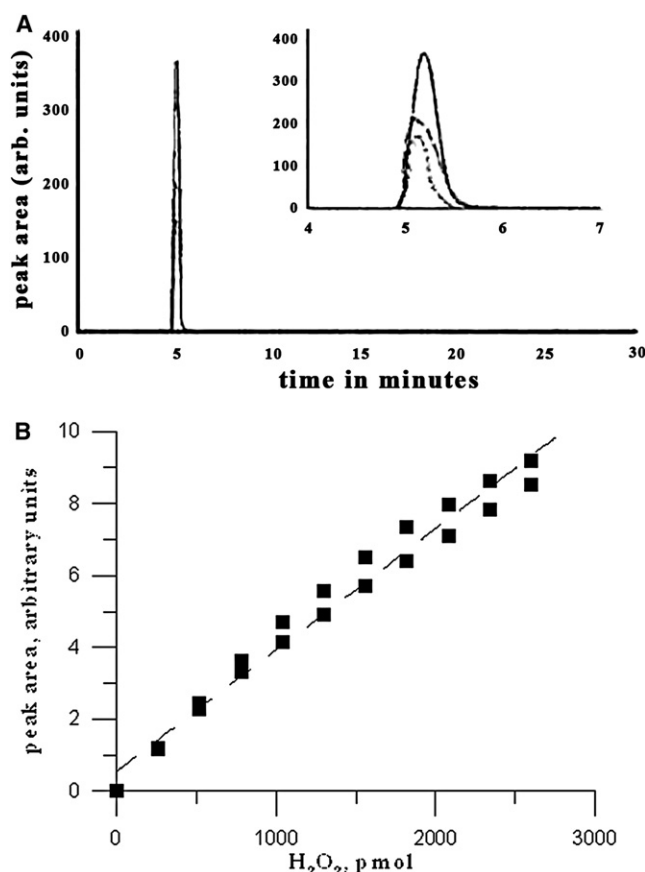 A
peak area (arb. units)
400
300
200
100
0
0 5 10 15 20 25 30
time in minutes
400
300
200
100
0
4 5 6 7
B
peak area, arbitrary units
10
8
6
4
2
0
0 1000 2000 3000
H₂O₂, pmol